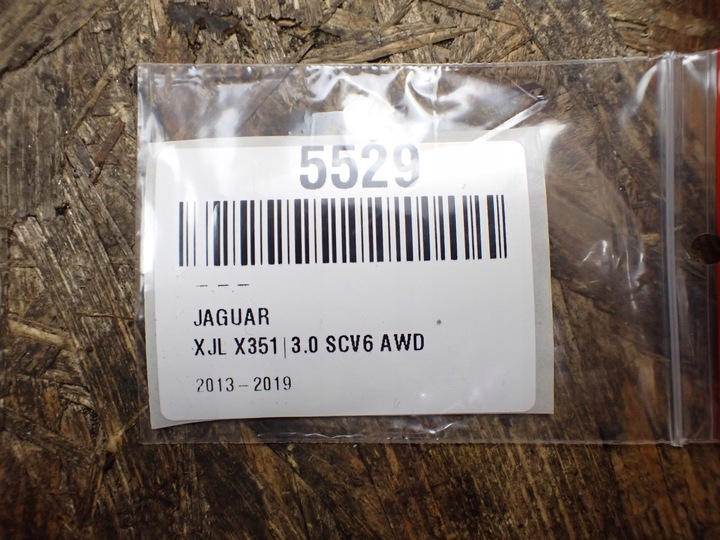 5529
— — —
JAGUAR
XJL X351|3.0 SCV6 AWD
2013-2019